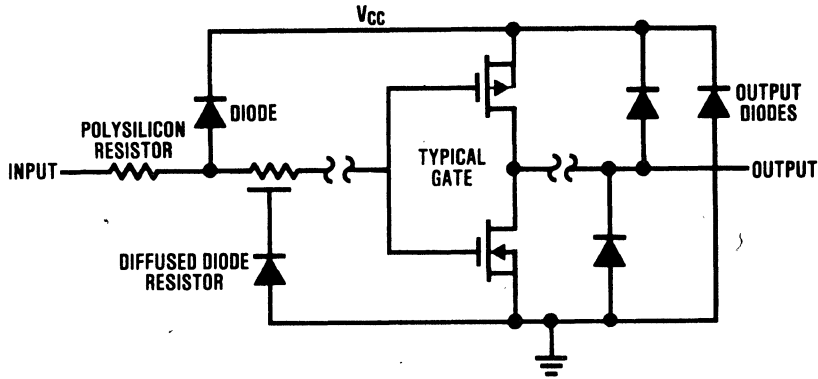 VCC
DIODE
POLYSILICON
RESISTOR
INPUT
TYPICAL
GATE
OUTPUT
DIODES
OUTPUT
DIFFUSED DIODE
RESISTOR